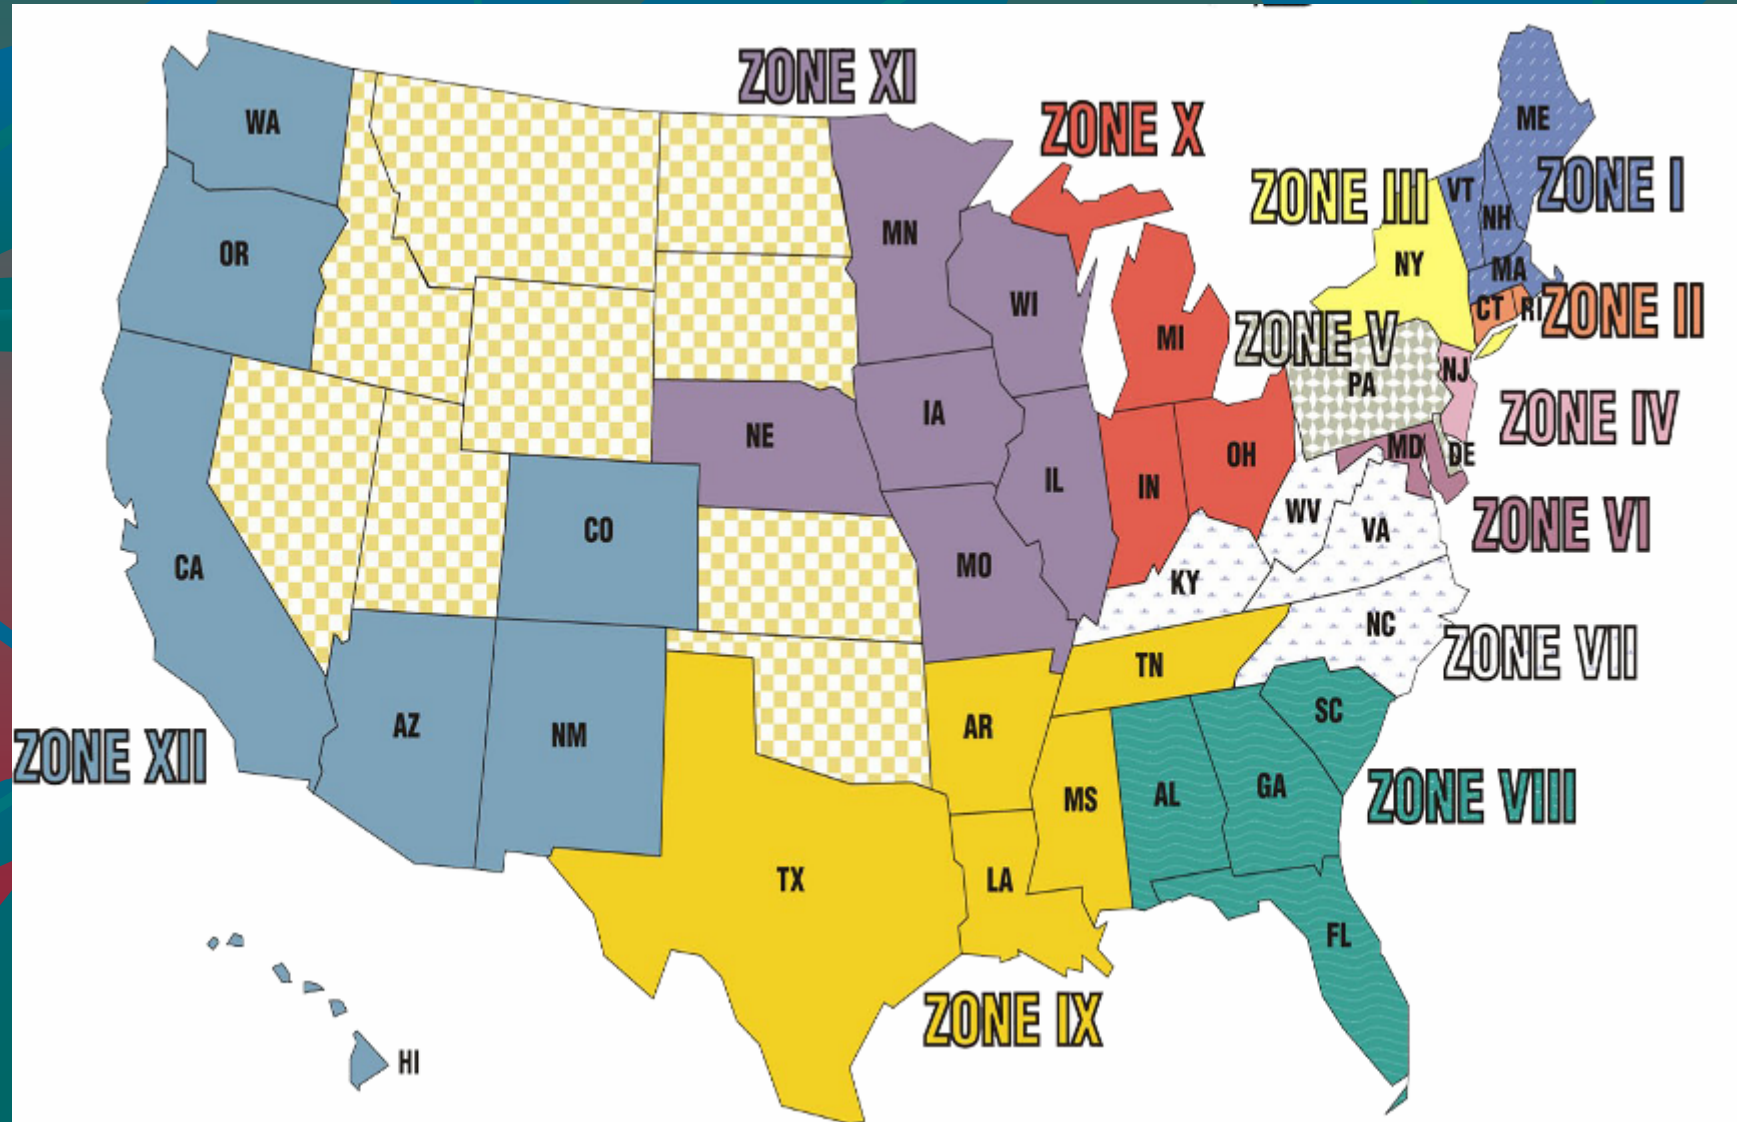 ZONE XI
ZONE X
ME
WA
ZONE III
VT
ZONE I
NH
MN
OR
NY
MA
WI
CT
RI
ZONE II
ZONE V
MI
PA
NJ
IA
ZONE IV
NE
OH
MD
DE
IL
IN
WV
CO
VA
ZONE VI
CA
MO
KY
NC
ZONE VII
TN
SC
AZ
AR
NM
ZONE XII
GA
AL
MS
ZONE VIII
TX
LA
FL
ZONE IX
HI